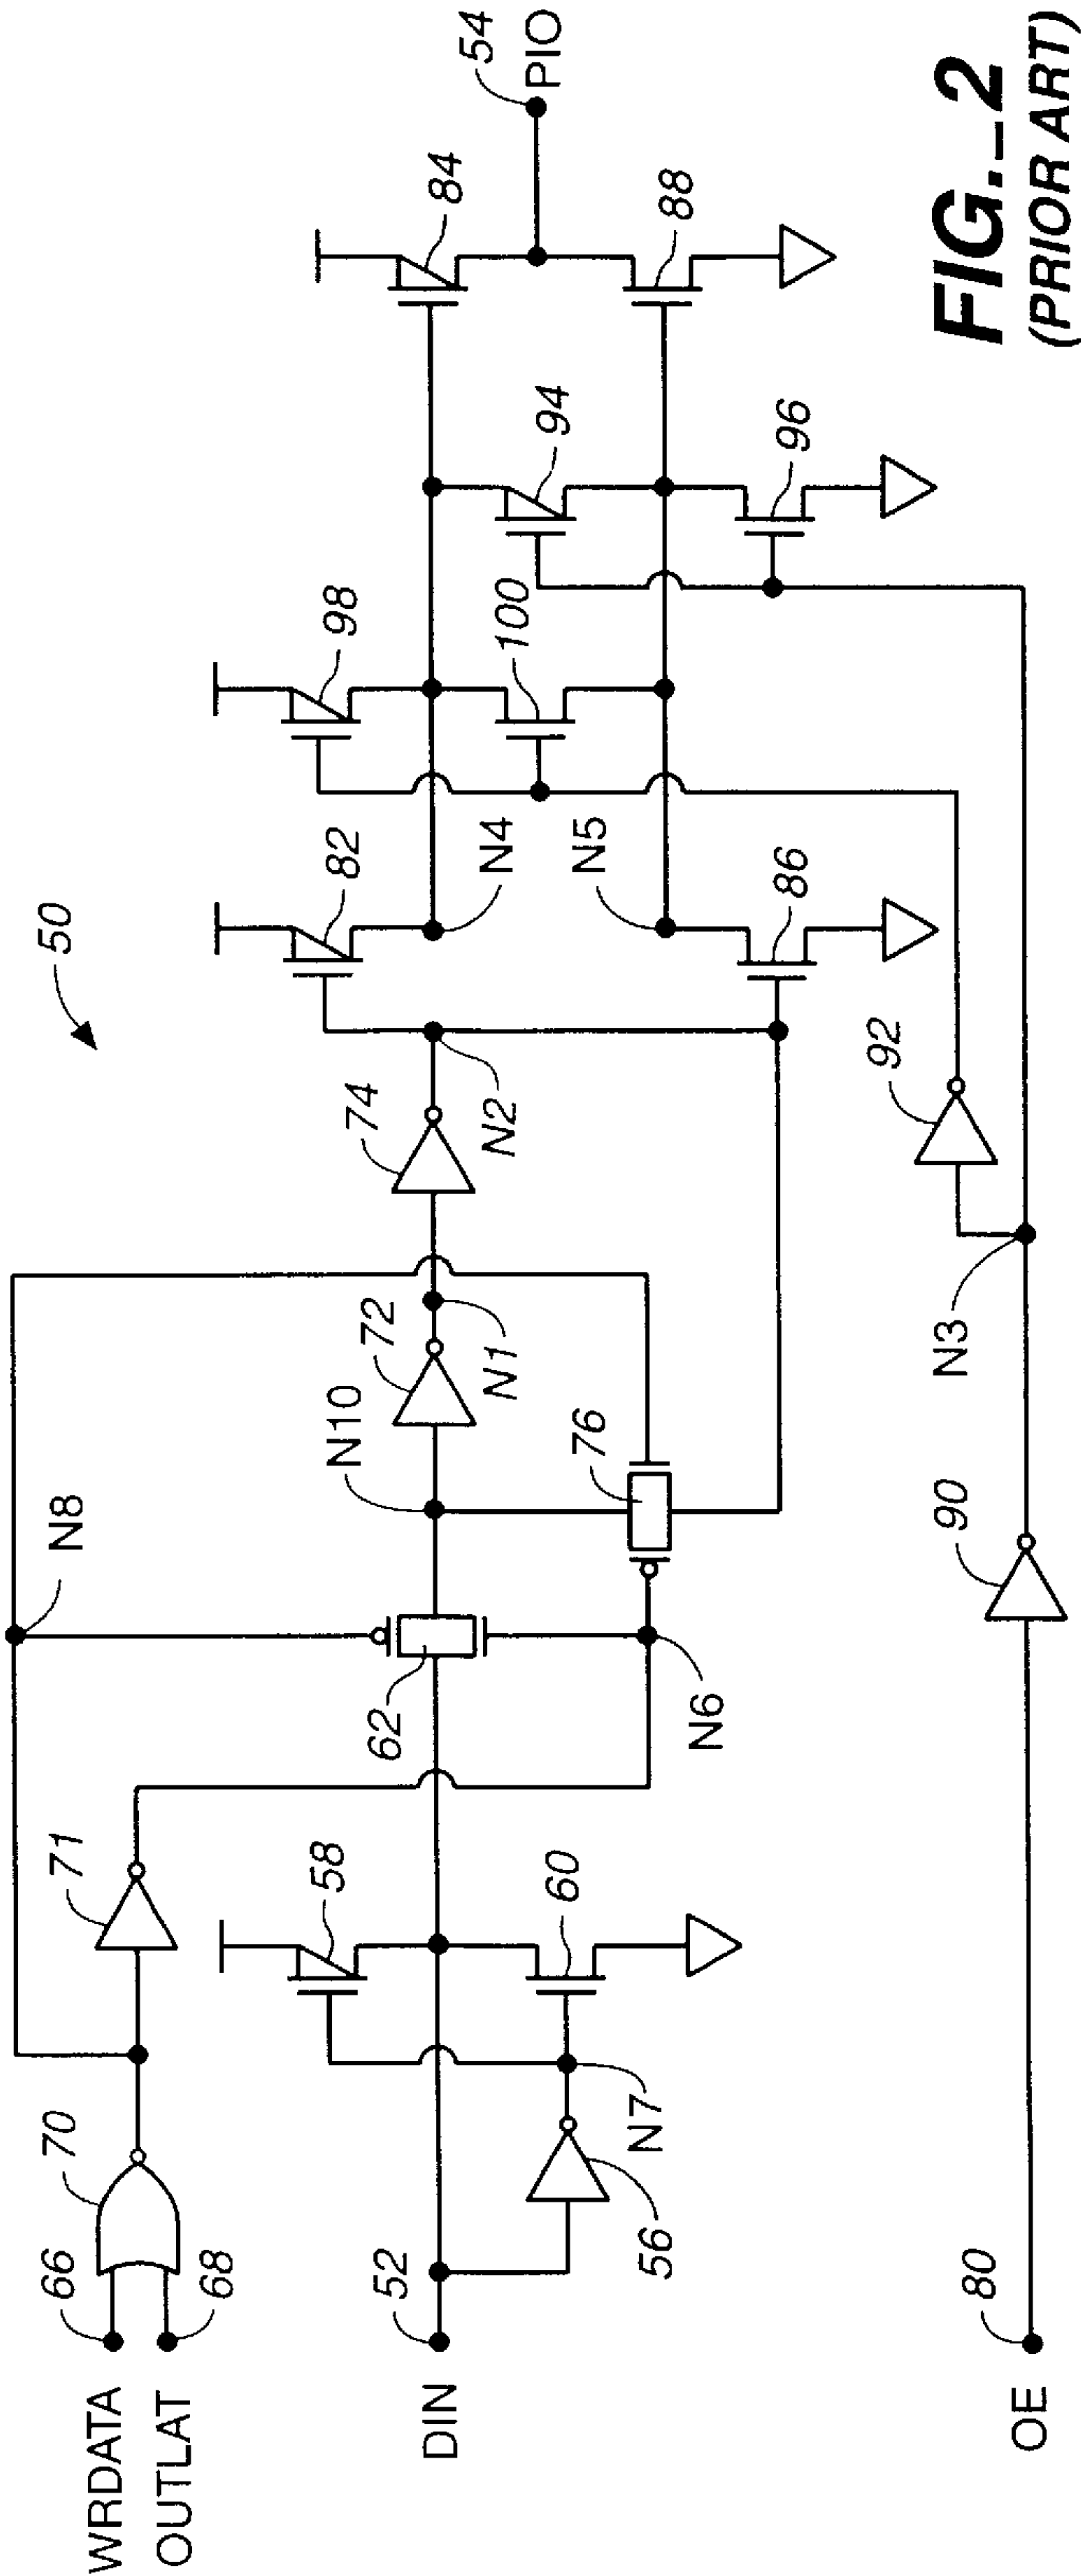 50
WRDATA
66
OUTLAT
68
70
71
N8
DIN
52
56
N7
58
60
62
N6
N10
72
N1
76
74
N2
82
86
N4
N5
98
100
94
96
84
88
54
PIO
OE
80
90
N3
92
FIG._2
(PRIOR ART)